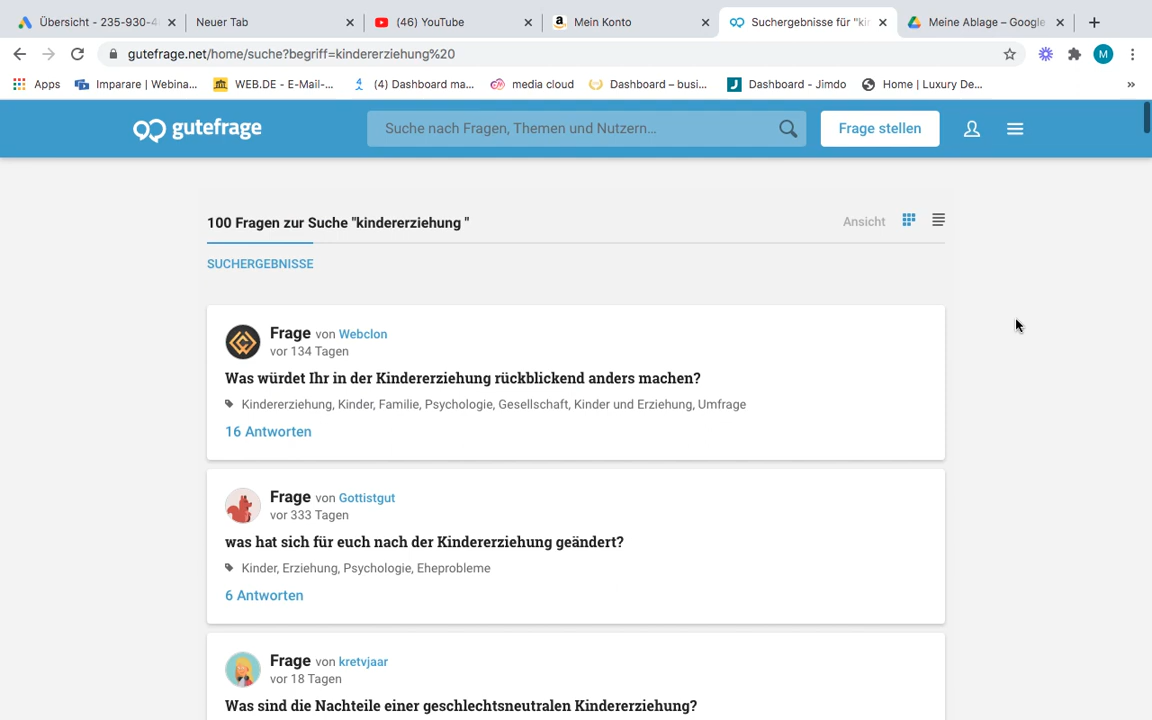 Übersicht - 235-930-4
Neuer Tab
(46) YouTube
Mein Konto
Suchergebnisse für "kin
Meine Ablage – Google
gutefrage.net/home/suche?begriff=kindererziehung%20
M
Apps
Imparare | Webina...
WEB.DE - E-Mail-...
(4) Dashboard ma...
media cloud
Dashboard – busi...
Dashboard - Jimdo
Home | Luxury De...
gutefrage
Suche nach Fragen, Themen und Nutzern...
Frage stellen
100 Fragen zur Suche "kindererziehung "
Ansicht
SUCHERGEBNISSE
Frage von Webclon
vor 134 Tagen
Was würdet Ihr in der Kindererziehung rückblickend anders machen?
Kindererziehung, Kinder, Familie, Psychologie, Gesellschaft, Kinder und Erziehung, Umfrage
16 Antworten
Frage von Gottistgut
vor 333 Tagen
was hat sich für euch nach der Kindererziehung geändert?
Kinder, Erziehung, Psychologie, Eheprobleme
6 Antworten
Frage von kretvjaar
vor 18 Tagen
Was sind die Nachteile einer geschlechtsneutralen Kindererziehung?